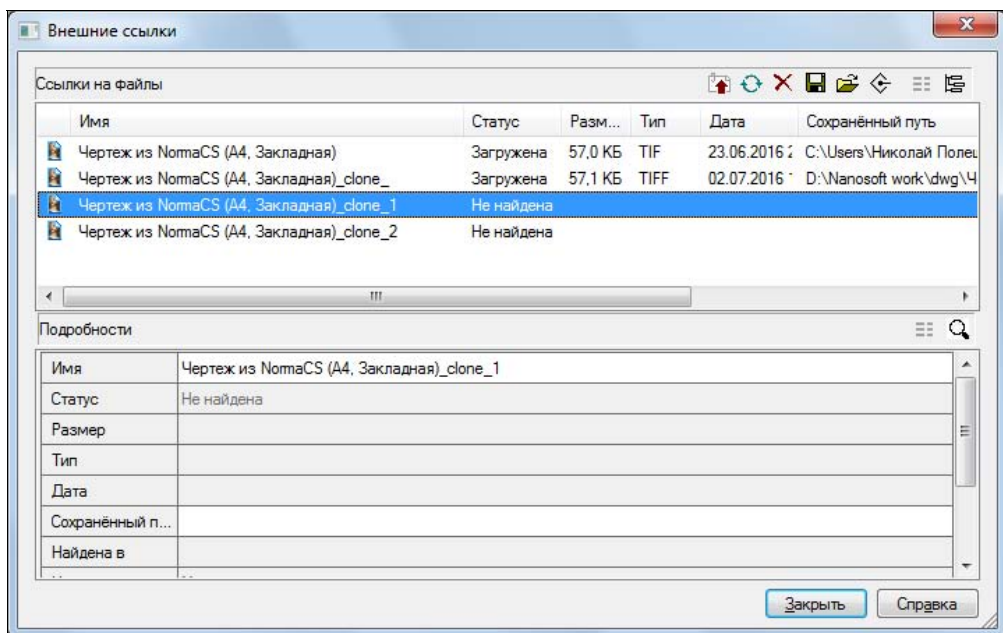 Внешние ссылки
Ссылки на файлы
Имя Статус Разм... Тип Дата Сохранённый путь
Чертеж из NormaCS (А4, Закладная) Загружена 57,0 КБ TIF 23.06.2016 2 C:\Users\Николай Полещ
Чертеж из NormaCS (А4, Закладная)_clone_ Загружена 57,1 КБ TIFF 02.07.2016 D:\Nanosoft work\dwg\Ч
Чертеж из NormaCS (А4, Закладная)_clone_1 Не найдена
Чертеж из NormaCS (А4, Закладная)_clone_2 Не найдена
Подробности
Имя Чертеж из NormaCS (А4, Закладная)_clone_1
Статус Не найдена
Размер
Тип
Дата
Сохранённый п...
Найдена в
Закрыть Справка